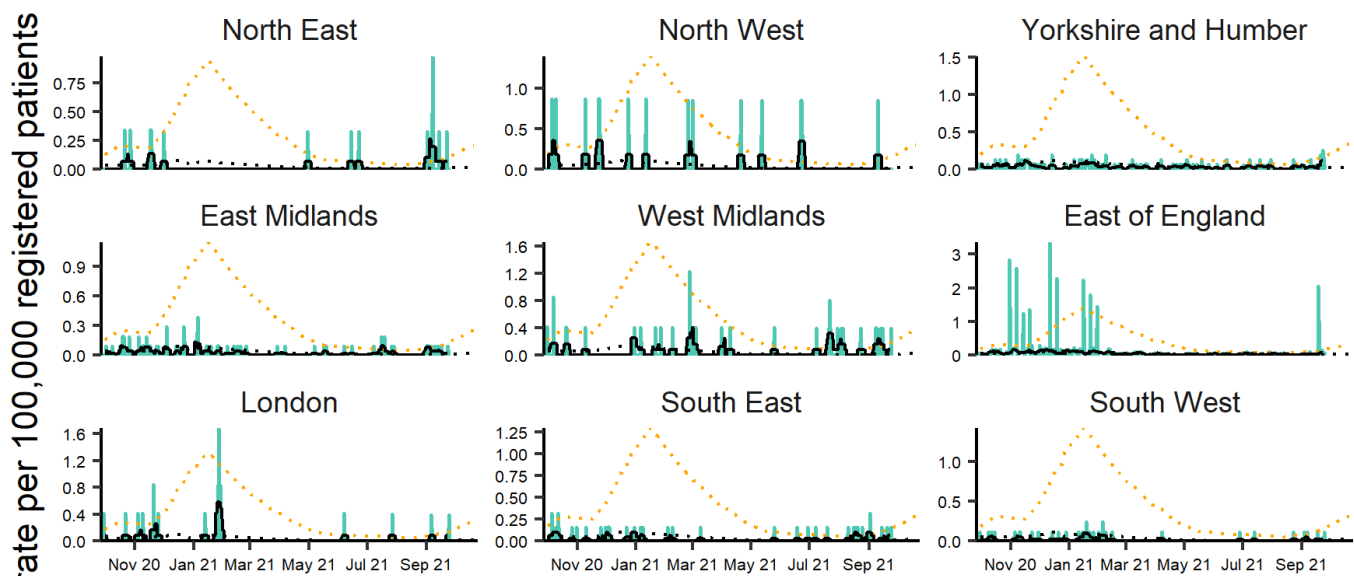 rate per 100,000 registered patients
North East
0.75
0.50
0.25
0.00
North West
1.0
0.5
0.0
Yorkshire and Humber
1.5
1.0
0.5
0.0
East Midlands
0.9
0.6
0.3
0.0
West Midlands
1.6
1.2
0.8
0.4
0.0
East of England
3
2
1
0
London
1.6
1.2
0.8
0.4
0.0
Nov 20 Jan 21 Mar 21 May 21 Jul 21 Sep 21
South East
1.25
1.00
0.75
0.50
0.25
0.00
Nov 20 Jan 21 Mar 21 May 21 Jul 21 Sep 21
South West
1.0
0.5
0.0
Nov 20 Jan 21 Mar 21 May 21 Jul 21 Sep 21